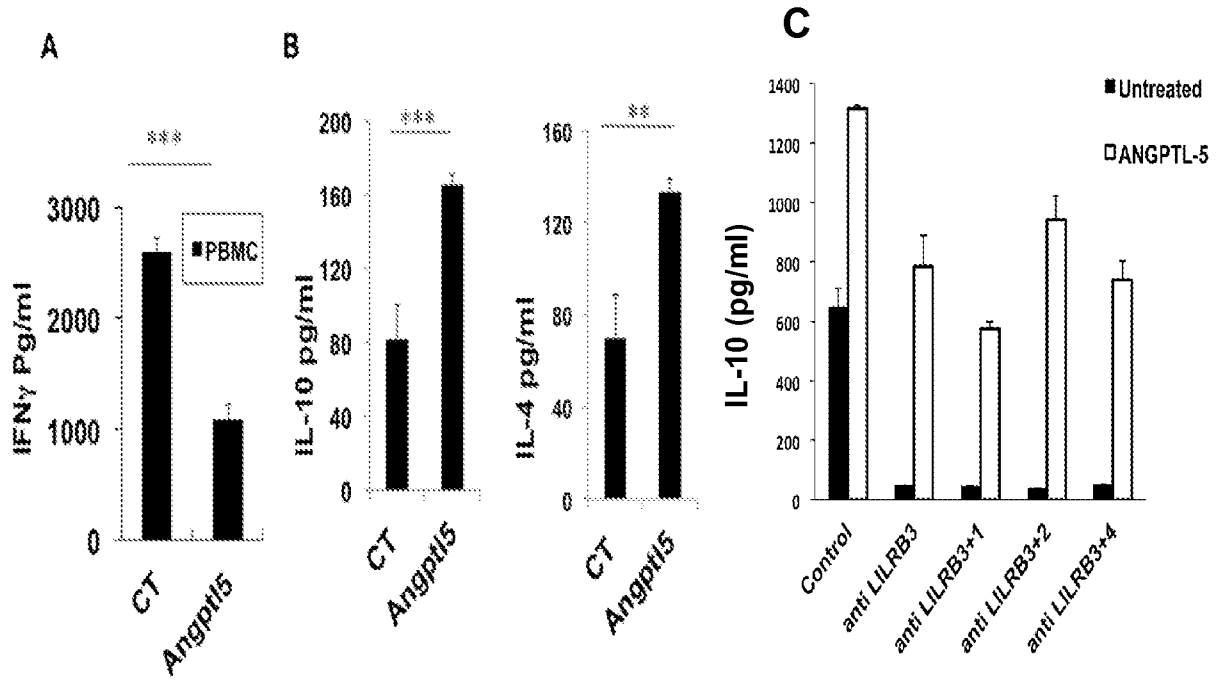 A
***
IFNγ Pg/ml
3000
2000
1000
0
PBMC
CT
Angptl5
B
***
IL-10 pg/ml
200
160
120
80
40
0
CT
Angptl5
**
IL-4 pg/ml
160
120
80
40
0
CT
Angptl5
C
Untreated
ANGPTL-5
IL-10 (pg/ml)
1400
1200
1000
800
600
400
200
0
Control
anti LILRB3
anti LILRB3+1
anti LILRB3+2
anti LILRB3+4